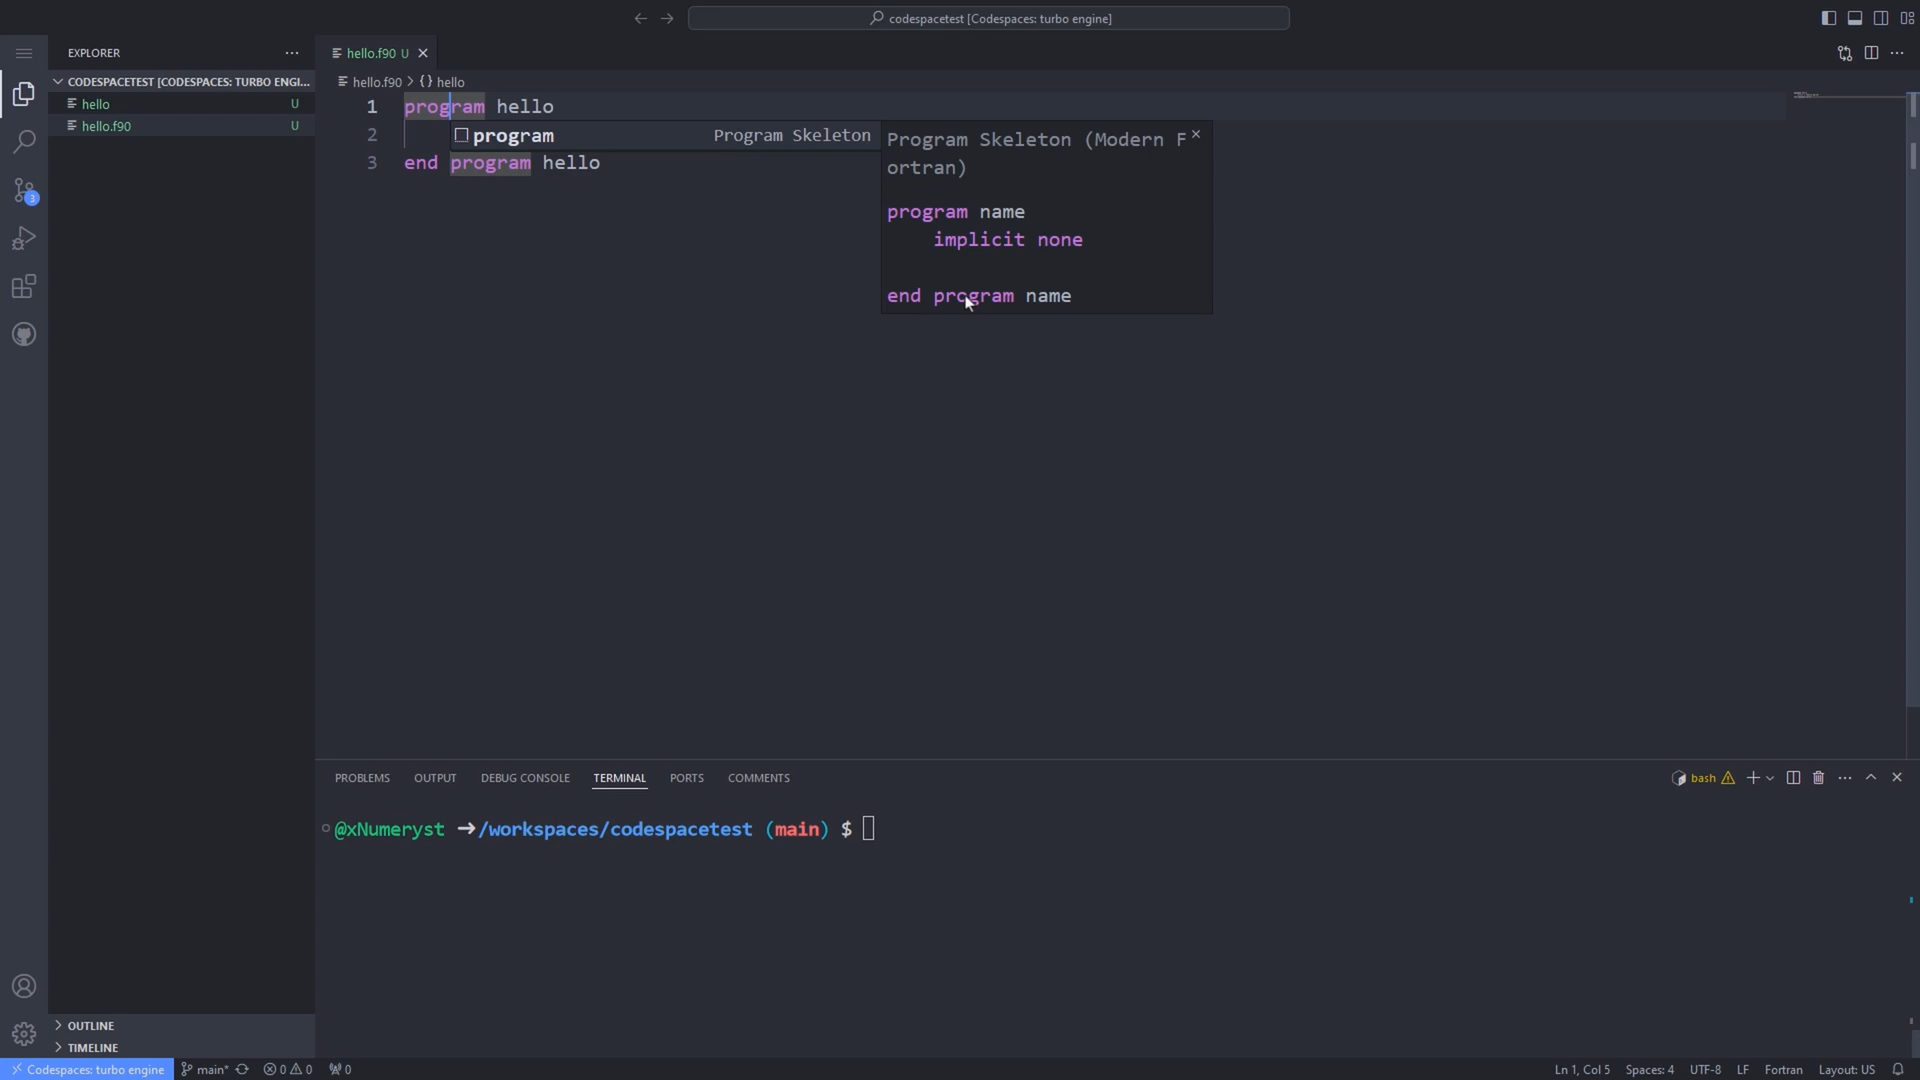 codespacetest [Codespaces: turbo engine]
EXPLORER
hello.f90 U
CODESPACETEST [CODESPACES: TURBO ENGI...
hello.f90 > {} hello
hello U
hello.f90 U
1 program hello
2
program Program Skeleton
3 end program hello
Program Skeleton (Modern F
ortran)
program name
implicit none
end program name
3
PROBLEMS OUTPUT DEBUG CONSOLE TERMINAL PORTS COMMENTS
bash
@xNumeryst ➜/workspaces/codespacetest (main) $
OUTLINE
TIMELINE
Codespaces: turbo engine main* 0 0 0 Ln 1, Col 5 Spaces: 4 UTF-8 LF Fortran Layout: US